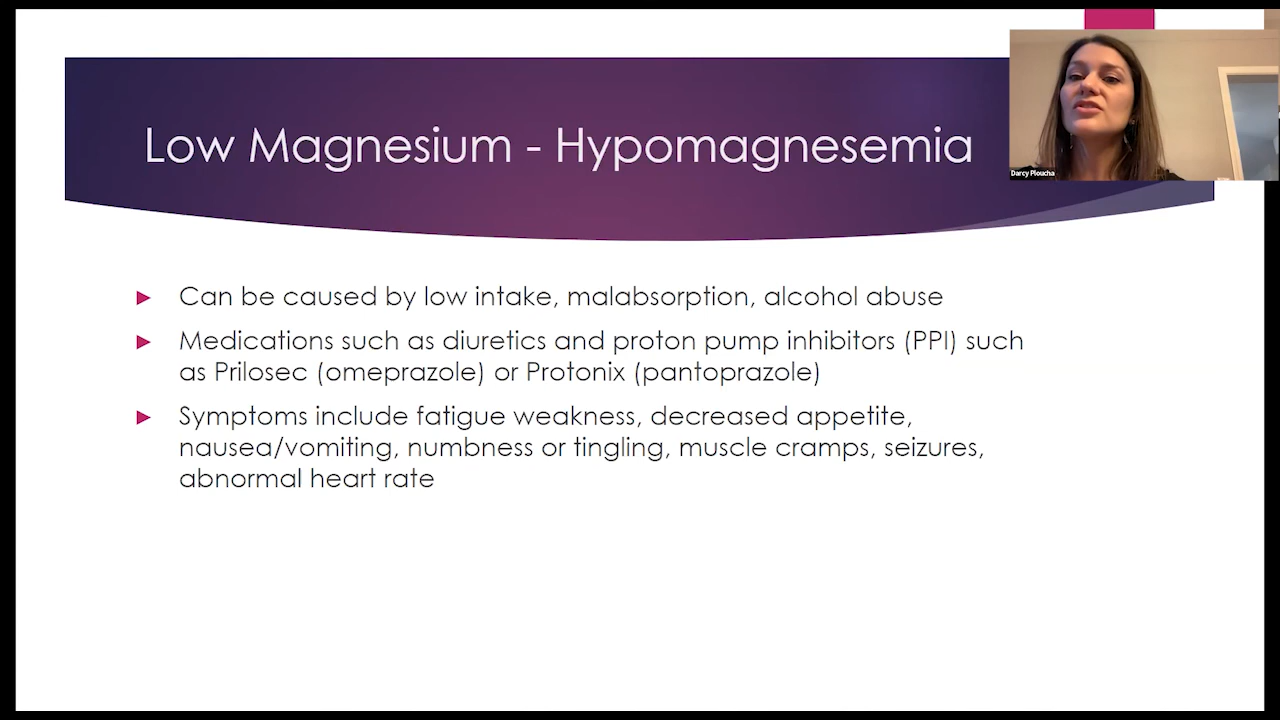 Low Magnesium - Hypomagnesemia
Darcy Ploucha
Can be caused by low intake, malabsorption, alcohol abuse
Medications such as diuretics and proton pump inhibitors (PPI) such
as Prilosec (omeprazole) or Protonix (pantoprazole)
Symptoms include fatigue weakness, decreased appetite,
nausea/vomiting, numbness or tingling, muscle cramps, seizures,
abnormal heart rate